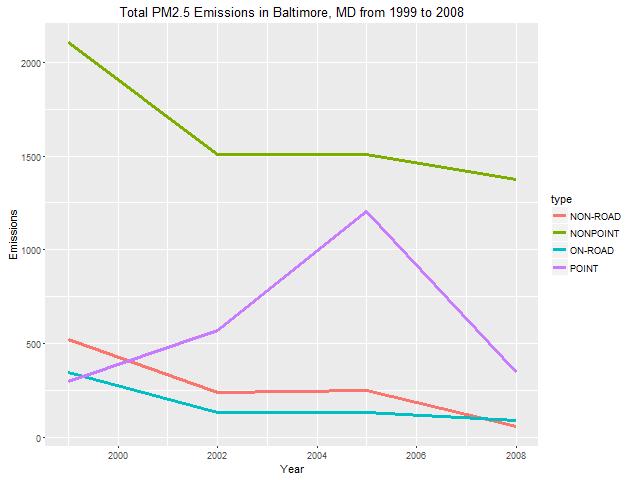 Total PM2.5 Emissions in Baltimore, MD from 1999 to 2008
2000
1500
1000
500
0
Emissions
2000
2002
2004
2006
2008
Year
type
NON-ROAD
NONPOINT
ON-ROAD
POINT